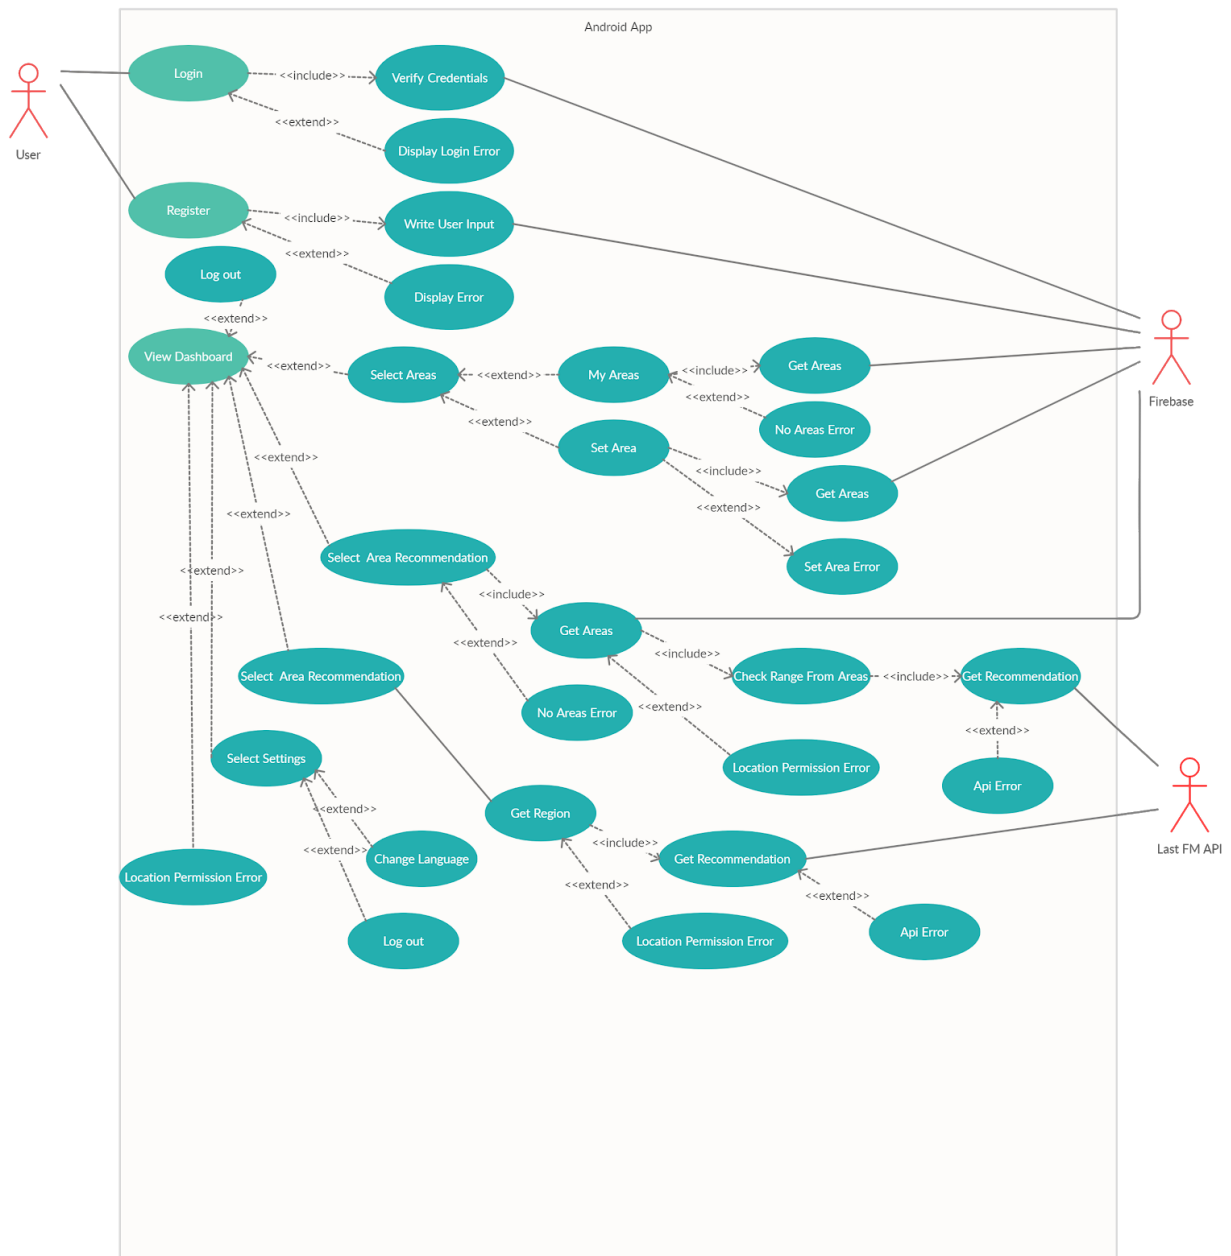 Android App
Login
<<include>>
Verify Credentials
<<extend>>
Display Login Error
User
Register
<<include>>
Write User Input
<<extend>>
Display Error
Log out
<<extend>>
View Dashboard
<<extend>>
Select Areas
<<extend>>
My Areas
<<include>>
Get Areas
<<extend>>
No Areas Error
Firebase
<<extend>>
Set Area
<<include>>
Get Areas
<<extend>>
Set Area Error
<<extend>>
<<extend>>
Select  Area Recommendation
<<include>>
Get Areas
<<extend>>
<<extend>>
<<extend>>
<<include>>
Check Range From Areas
<<include>>
Get Recommendation
Select  Area Recommendation
No Areas Error
<<extend>>
<<extend>>
Select Settings
Location Permission Error
Api Error
<<extend>>
Get Region
<<include>>
Get Recommendation
Last FM API
<<extend>>
Change Language
Location Permission Error
<<extend>>
<<extend>>
Log out
Location Permission Error
Api Error